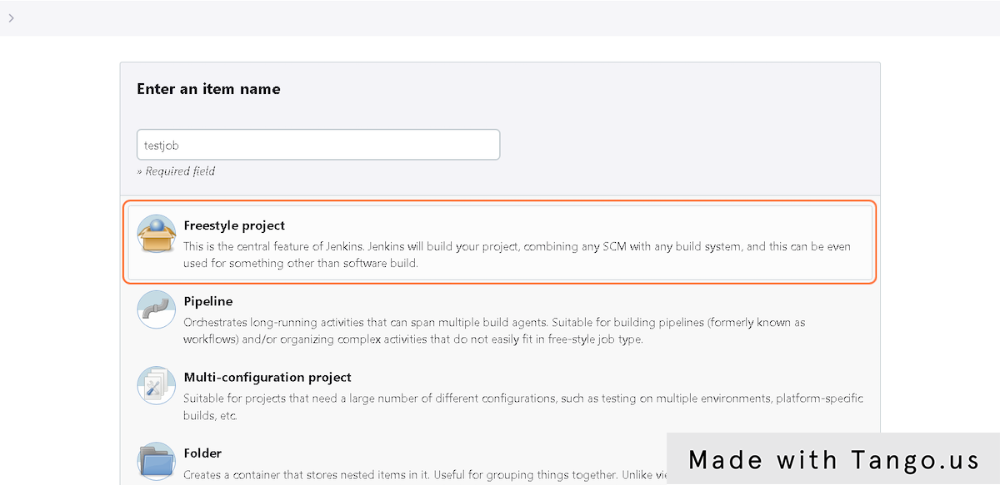 Enter an item name
testjob
» Required field
Freestyle project
This is the central feature of Jenkins. Jenkins will build your project, combining any SCM with any build system, and this can be even
used for something other than software build.
Pipeline
Orchestrates long-running activities that can span multiple build agents. Suitable for building pipelines (formerly known as
workflows) and/or organizing complex activities that do not easily fit in free-style job type.
Multi-configuration project
Suitable for projects that need a large number of different configurations, such as testing on multiple environments, platform-specific
builds, etc.
Folder
Creates a container that stores nested items in it. Useful for grouping things together. Unlike
Made with Tango.us